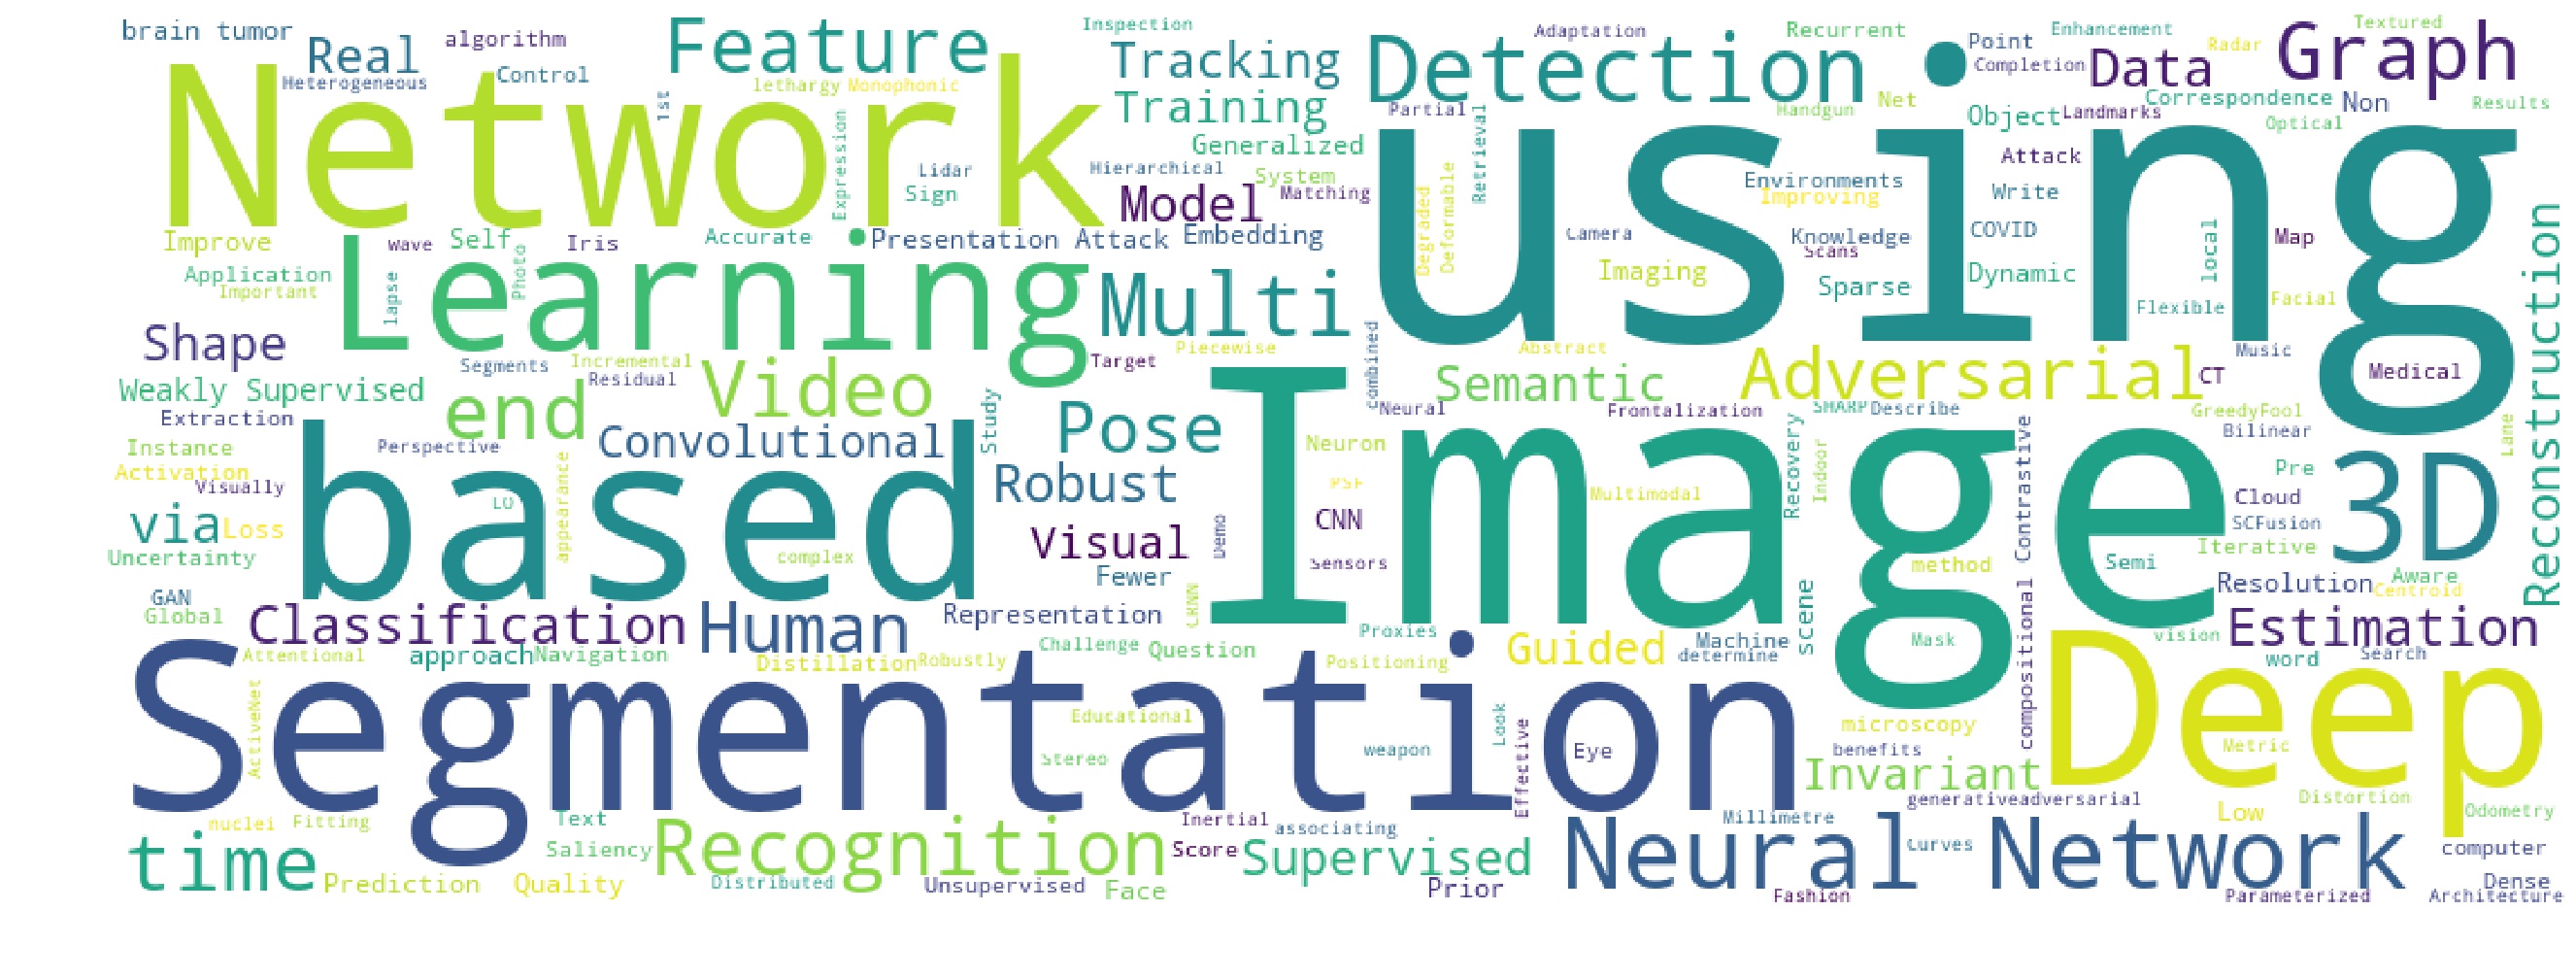 brain tumor
Real
algorithm
Heterogeneous
Control
Feature
lethargy
Monophonic
Inspection
Tracking
Training
Adaptation
Detection
Partial
Recurrent
Handgun
Net
Point
Completion
Enhancement
Radar
Textured
Data
Graph
Correspondence
Non
Results
Object
Landmarks
Optical
Network
1st
Expression
Lidar
Sign
Generalized
Hierarchical
System
Model
Matching
Retrieval
using
Environments
Improving
Attack
Write
Degraded
Deformable
Improve
wave
Self
Iris
Accurate
Presentation Attack
Embedding
Camera
Knowledge
Scans
COVID
local
Map
Application
Important
lapse
Photo
Learning
Multi
Imaging
Sparse
Dynamic
Flexible
Facial
Reconstruction
Shape
Segments
Incremental
Residual
Target
Piecewise
combined
Abstract
Music
Weakly Supervised
end
Video
Semantic
Adversarial
CT
Medical
Extraction
Perspective
Convolutional
Study
Pose
Neural
Frontalization
SHARP
Describe
GreedyFool
Bilinear
Lane
Instance
Activation
Visually
based
LO
appearance
complex
Robust
Image
Neuron
PSF
Multimodal
Recovery
Indoor
compositional Contrastive
Pre
Cloud
3D
via
Loss
Uncertainty
Visual
Demo
CNN
Sensors
SCFusion
Iterative
Semi
method
Fewer
GAN
Global
Classification
Human
Representation
CRNN
Resolution
Aware
Centroid
Attentional
approach
Navigation
Distillation
Robustly
Challenge
Question
Proxies
Positioning
Guided
Machine
determine
scene
Mask
vision
Estimation
word
Search
Segmentation
ActiveNet
Educational
Stereo
weapon
Look
Effective
Eye
microscopy
benefits
Invariant
Deep
Metric
nuclei
Fitting
Text
Inertial
associating
Millimetre
generativeadversarial
Low
Distortion
Odometry
time
Saliency
Recognition
Score
Supervised
Neural Network
Curves
computer
Prediction
Quality
Distributed
Unsupervised
Face
Prior
Fashion
Parameterized
Dense
Architecture